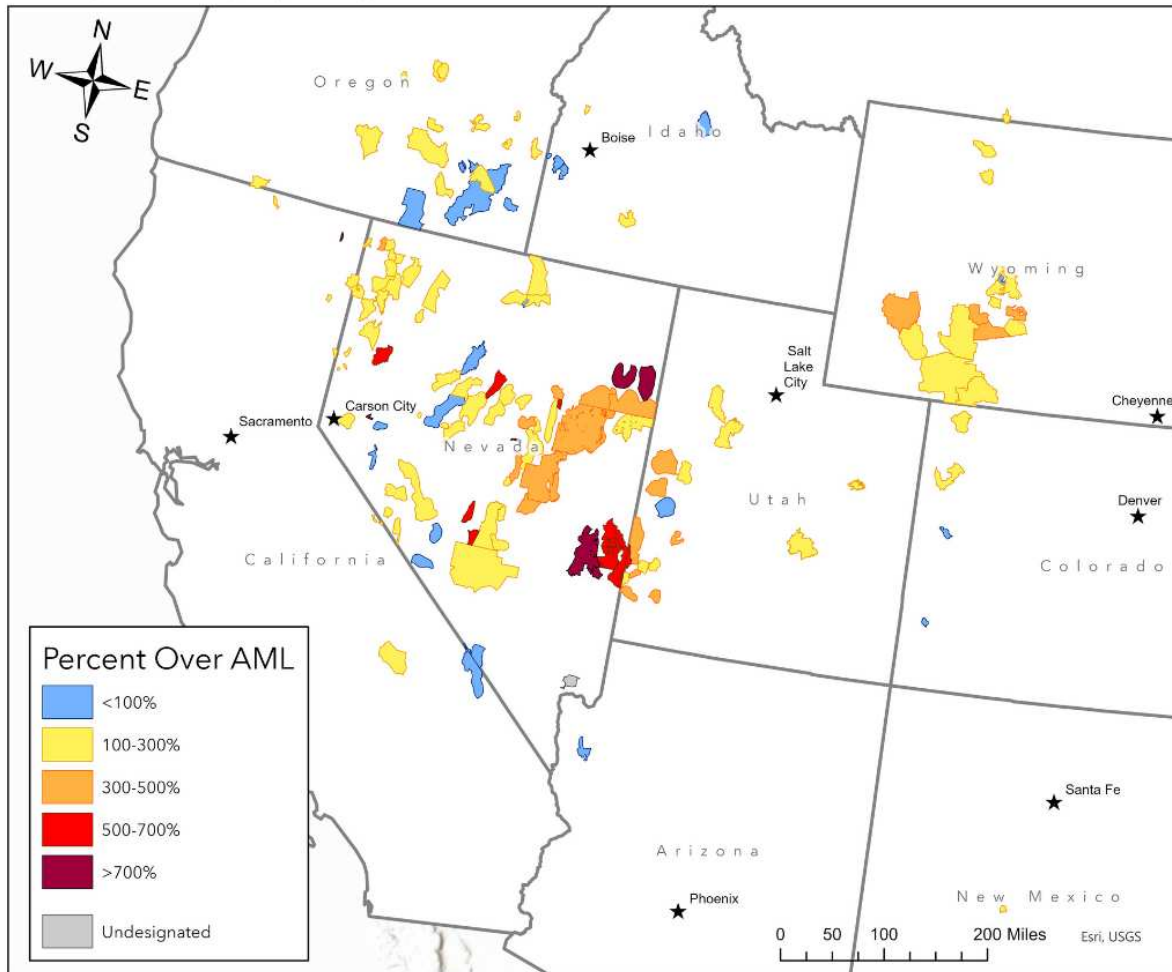 N
W
E
S
Oregon
Boise
Idaho
Wyoming
Salt
Lake
City
Cheyenne
Sacramento
Carson City
Nevada
Utah
Denver
California
Colorado
Percent Over AML
<100%
100-300%
300-500%
500-700%
>700%
Undesignated
Santa Fe
Arizona
Phoenix
New Mexico
0 50 100 200 Miles
Esri, USGS